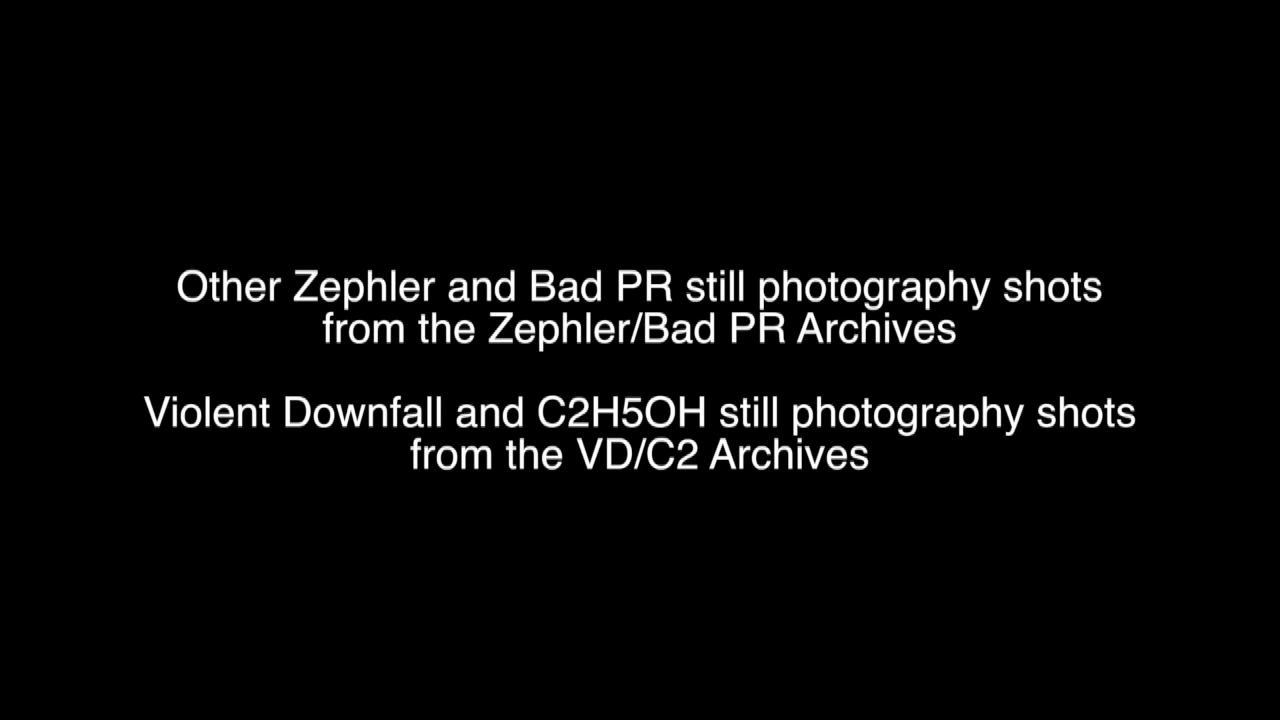 Other Zephler and Bad PR still photography shots
from the Zephler/Bad PR Archives
Violent Downfall and C2H5OH still photography shots
from the VD/C2 Archives